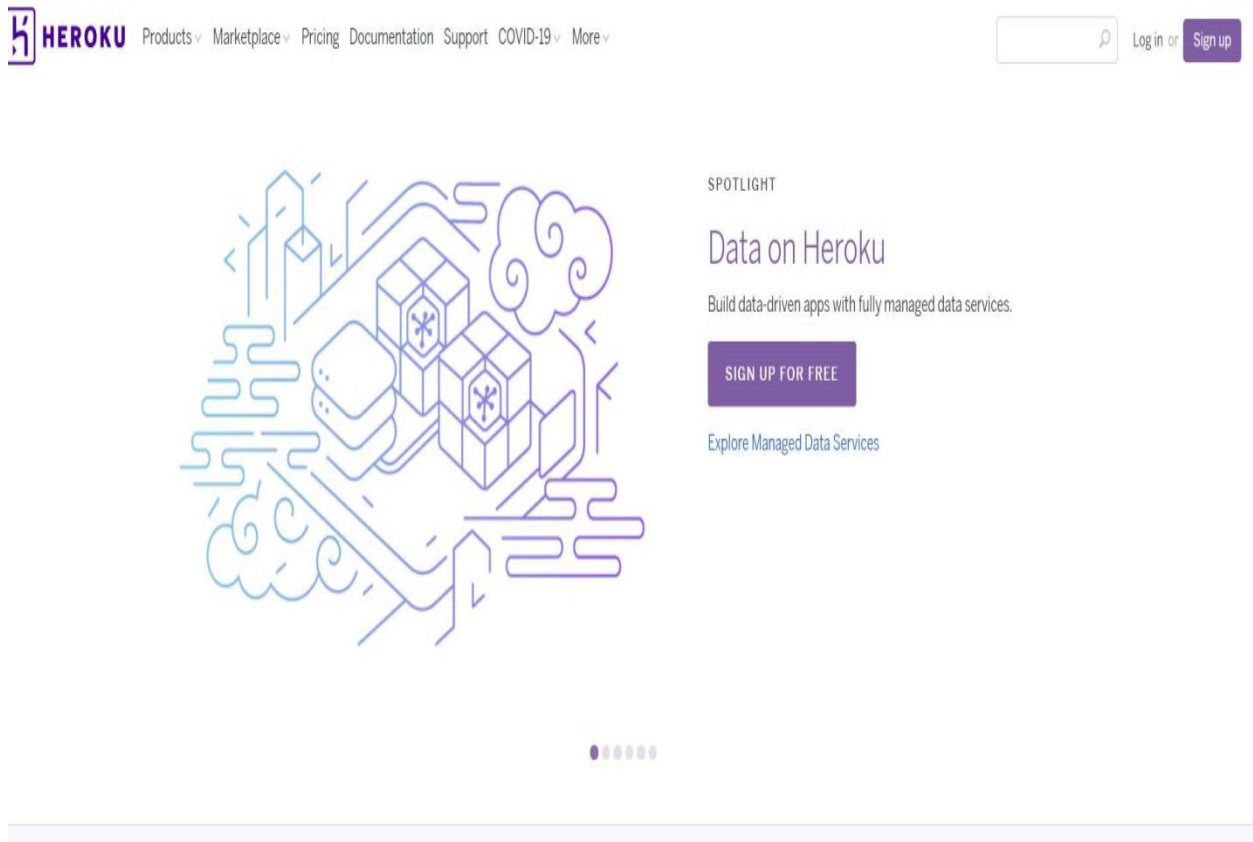 HEROKU Products Marketplace Pricing Documentation Support COVID-19 More Log in or Sign up
SPOTLIGHT
Data on Heroku
Build data-driven apps with fully managed data services.
SIGN UP FOR FREE
Explore Managed Data Services